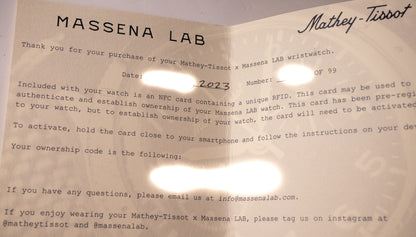 MASSENA LAB
Mathey-Tissot
Thank you for your purchase of your Mathey-Tissot x Massena LAB wristwatch.
Date: 2023 Number: OF 99
Included with your watch is an NFC card containing a unique RFID. This card may be used to
authenticate and establish ownership of your Massena LAB watch. This card has been pre-regi
to your watch, but to establish ownership of your watch, the card will need to be activated
To activate, hold the card close to your smartphone and follow the instructions on your dev
Your ownership code is the following:
If you have any questions, please email us at info@massenalab.com.
If you enjoy wearing your Mathey-Tissot x Massena LAB, please tag us on instagram at
@matheytissot and @massenalab.